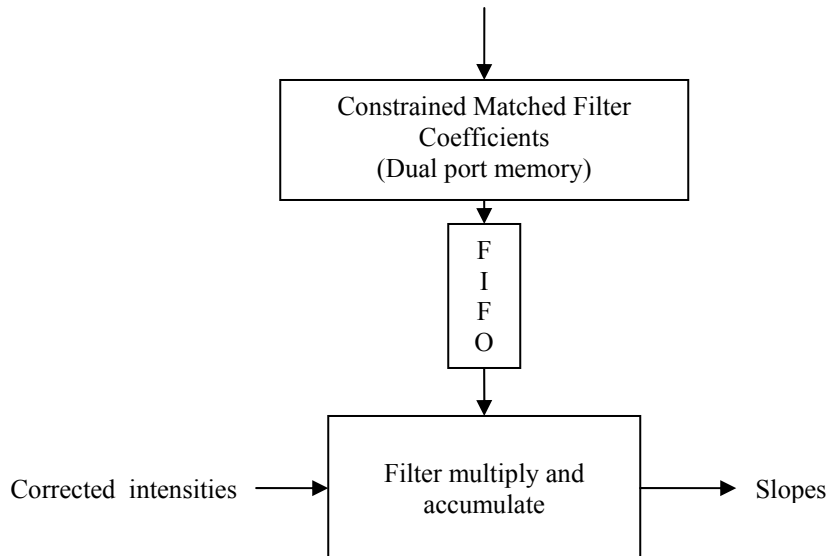 Constrained Matched Filter
Coefficients
(Dual port memory)
F
I
F
O
Corrected intensities
Filter multiply and
accumulate
Slopes